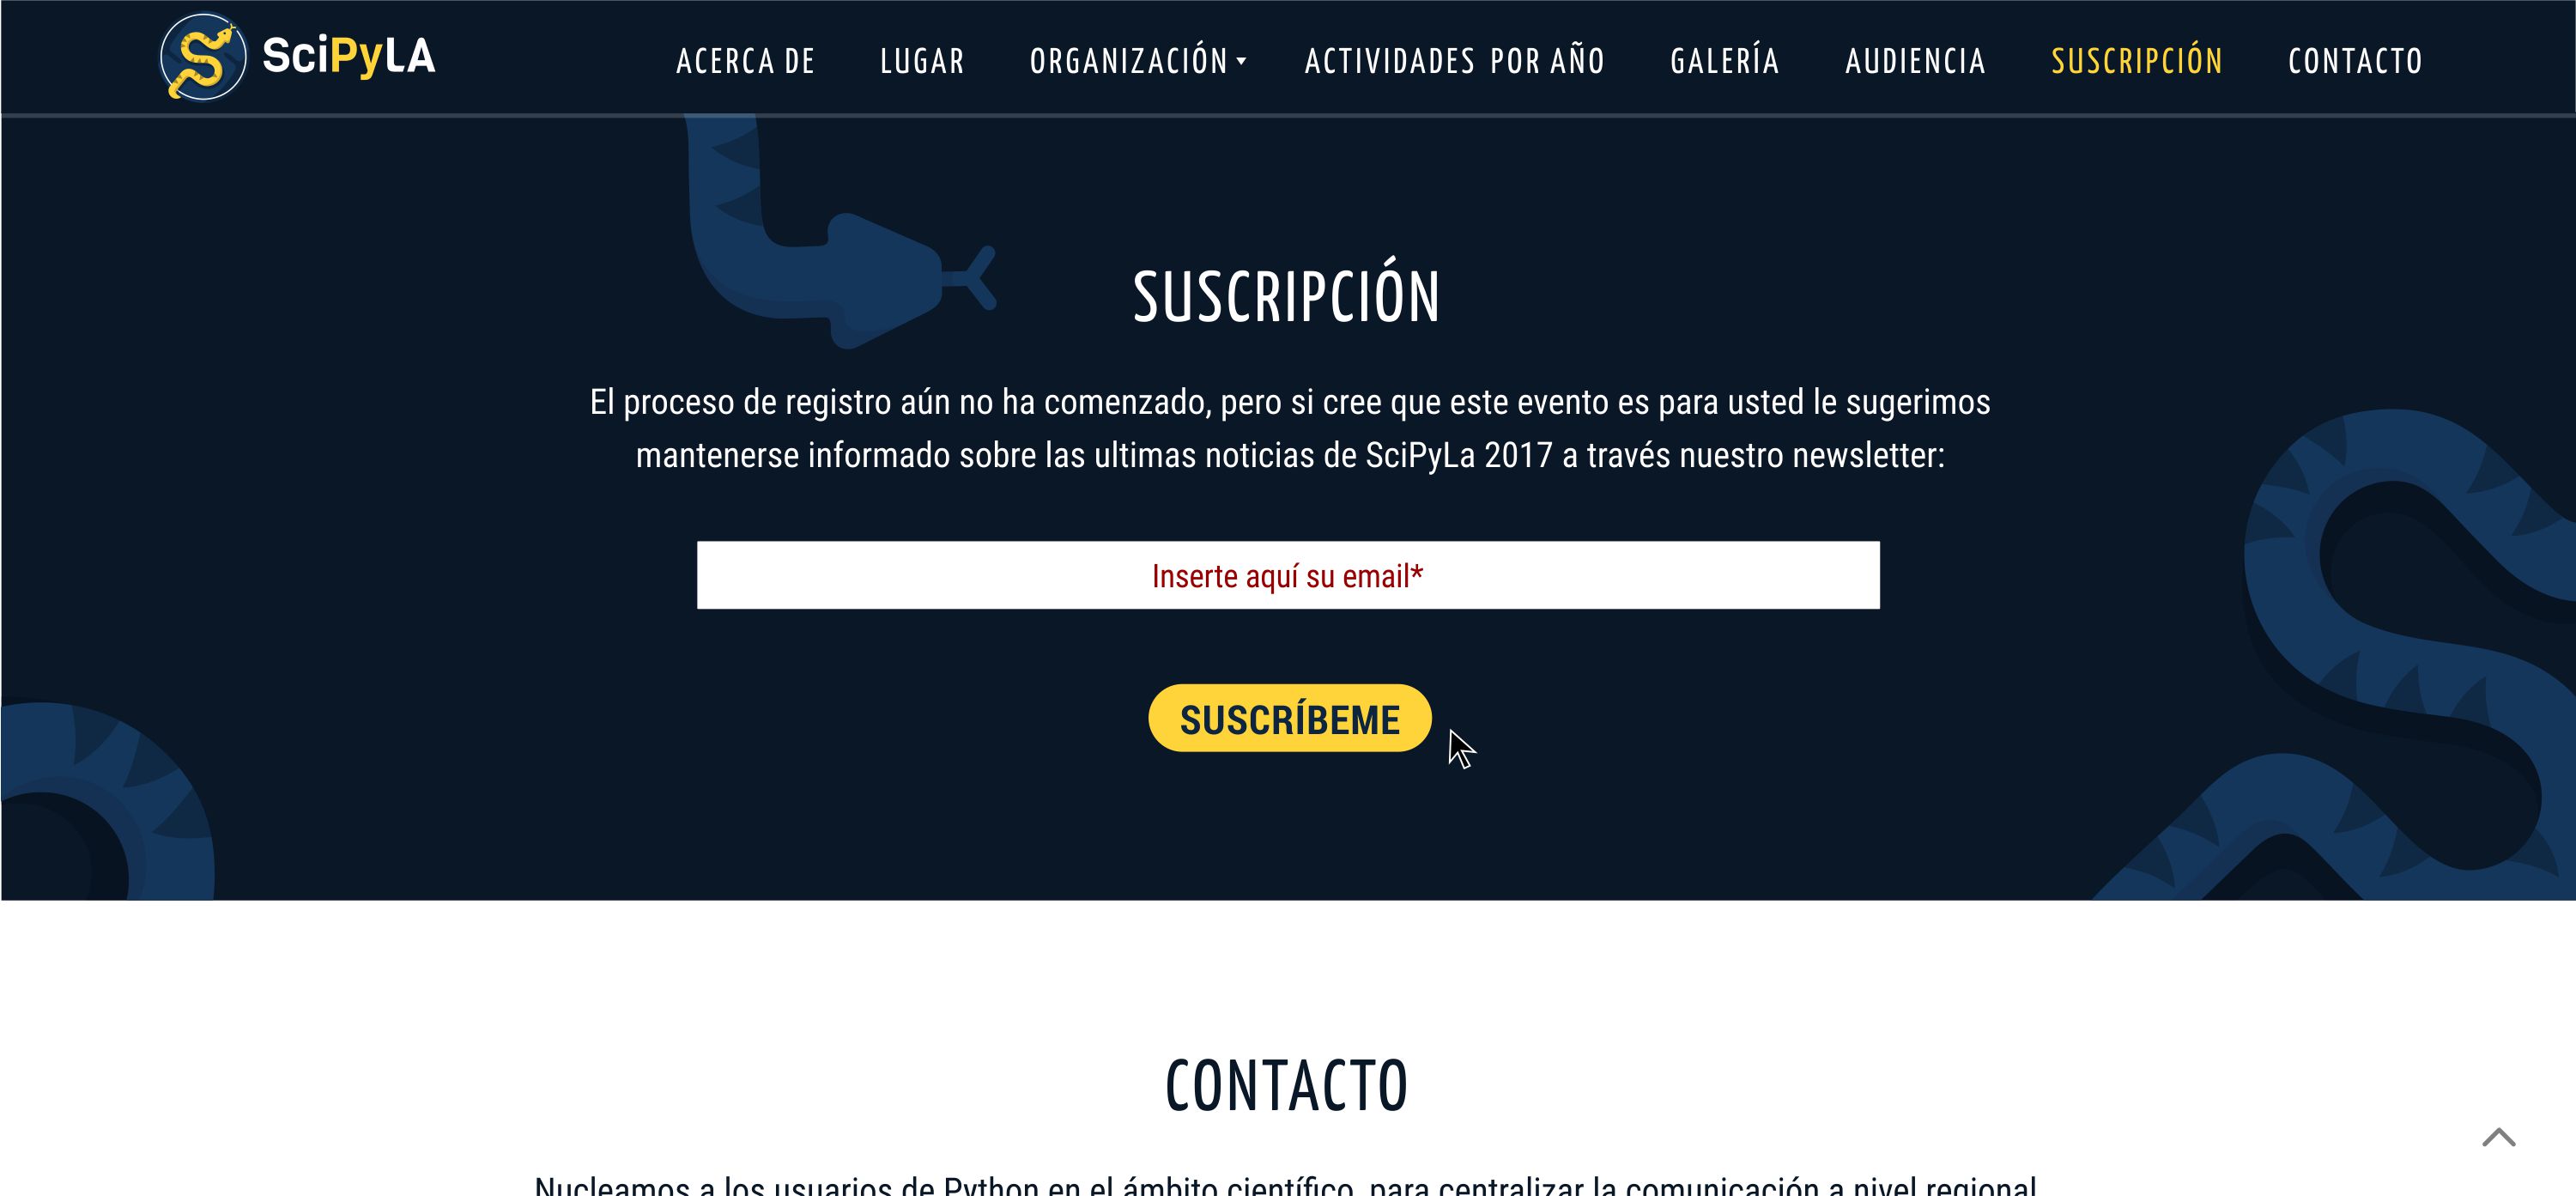 SciPyLA
ACERCA DE
LUGAR
ORGANIZACIÓN
ACTIVIDADES POR AÑO
GALERÍA
AUDIENCIA
SUSCRIPCIÓN
CONTACTO
SUSCRIPCIÓN
El proceso de registro aún no ha comenzado, pero si cree que este evento es para usted le sugerimos
mantenerse informado sobre las ultimas noticias de SciPyLa 2017 a través nuestro newsletter:
Inserte aquí su email*
SUSCRÍBEME
CONTACTO
Nucleamos a los usuarios de Python en el ámbito científico, para centralizar la comunicación a nivel regional